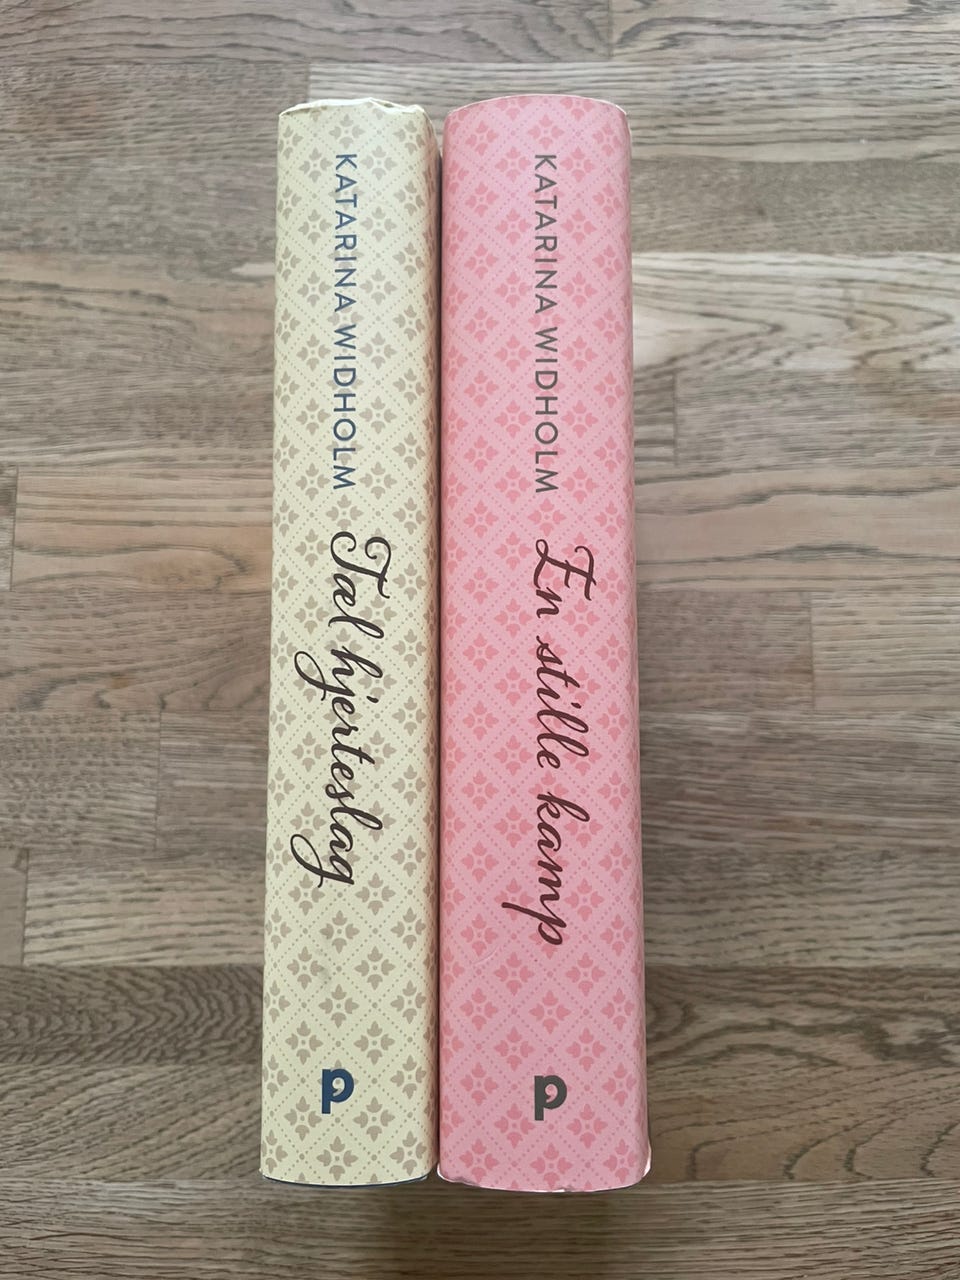 KATARINA WIDHOLM Tæl hjerteslag p
KATARINA WIDHOLM En stille kamp p